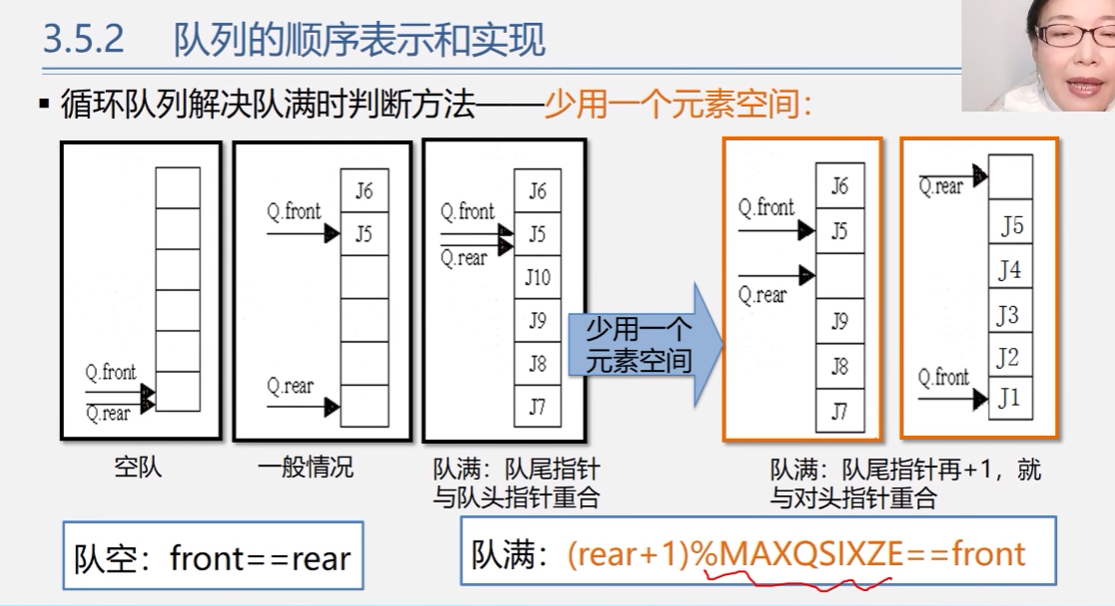 3.5.2 队列的顺序表示和实现
▪ 循环队列解决队满时判断方法——少用一个元素空间：
Q.front
Q.rear
空队
J6
Q.front
J5
Q.rear
一般情况
J6
Q.front
J5
Q.rear
J10
J9
J8
J7
队满：队尾指针
与队头指针重合
少用一个
元素空间
J6
Q.front
J5
Q.rear
J9
J8
J7
Q.rear
J5
J4
J3
J2
Q.front
J1
队满：队尾指针再+1，就
与对头指针重合
队空：front==rear
队满：(rear+1)%MAXQSIXZE==front